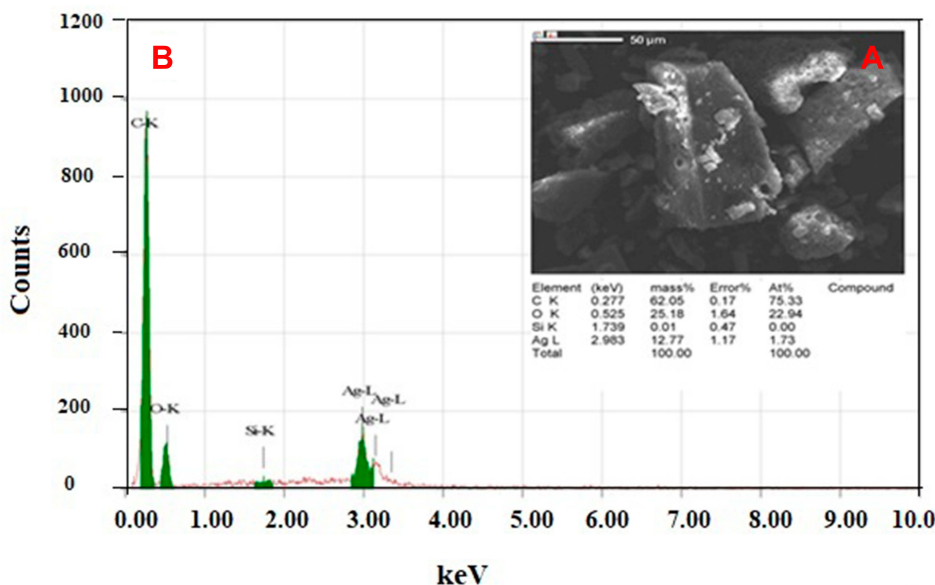 1200
1000
800
600
400
200
0
Counts
B
A
50 µm
C-K
O-K
Si-K
Ag-L
Ag-L
Ag-L
Element (keV) mass% Error% At% Compound
C K 0.277 62.05 0.17 75.33
O K 0.525 25.18 1.64 22.94
Si K 1.739 0.01 0.47 0.00
Ag L 2.983 12.77 1.17 1.73
Total 100.00 100.00
0.00 1.00 2.00 3.00 4.00 5.00 6.00 7.00 8.00 9.00 10.0
keV